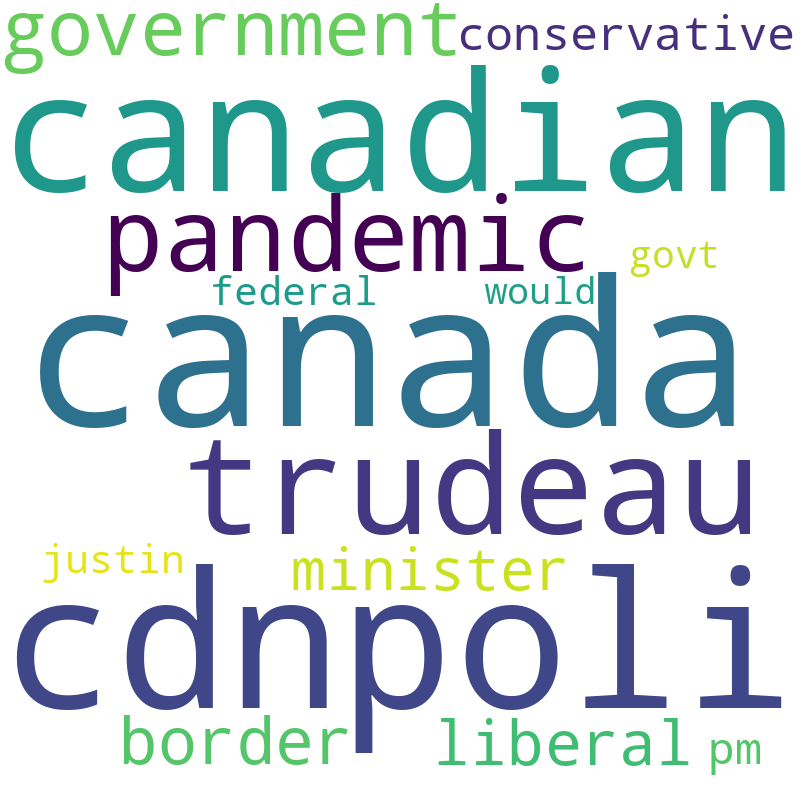 government conservative
canadian
pandemic
govt
federal would
canada
trudeau
justin minister
cdnpoli
border liberal pm